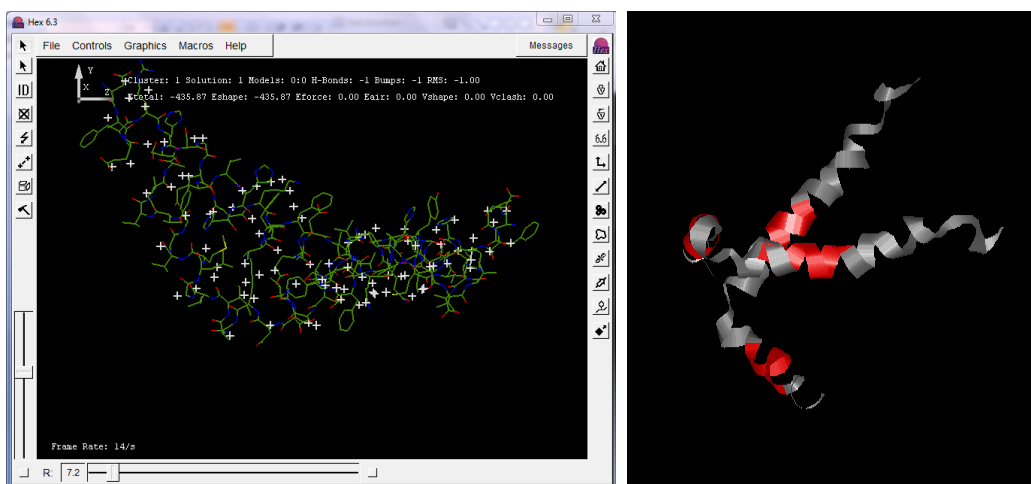 Hex 6.3
File Controls Graphics Macros Help Messages
Cluster: 1 Solution: 1 Models: 0:0 H-Bonds: -1 Bumps: -1 RMS: -1.00
Etotal: -435.87 Eshape: -435.87 Eforce: 0.00 Eair: 0.00 Vshape: 0.00 Vclash: 0.00
Y
X
Z
ID
6.6
Frame Rate: 14/s
R: 7.2